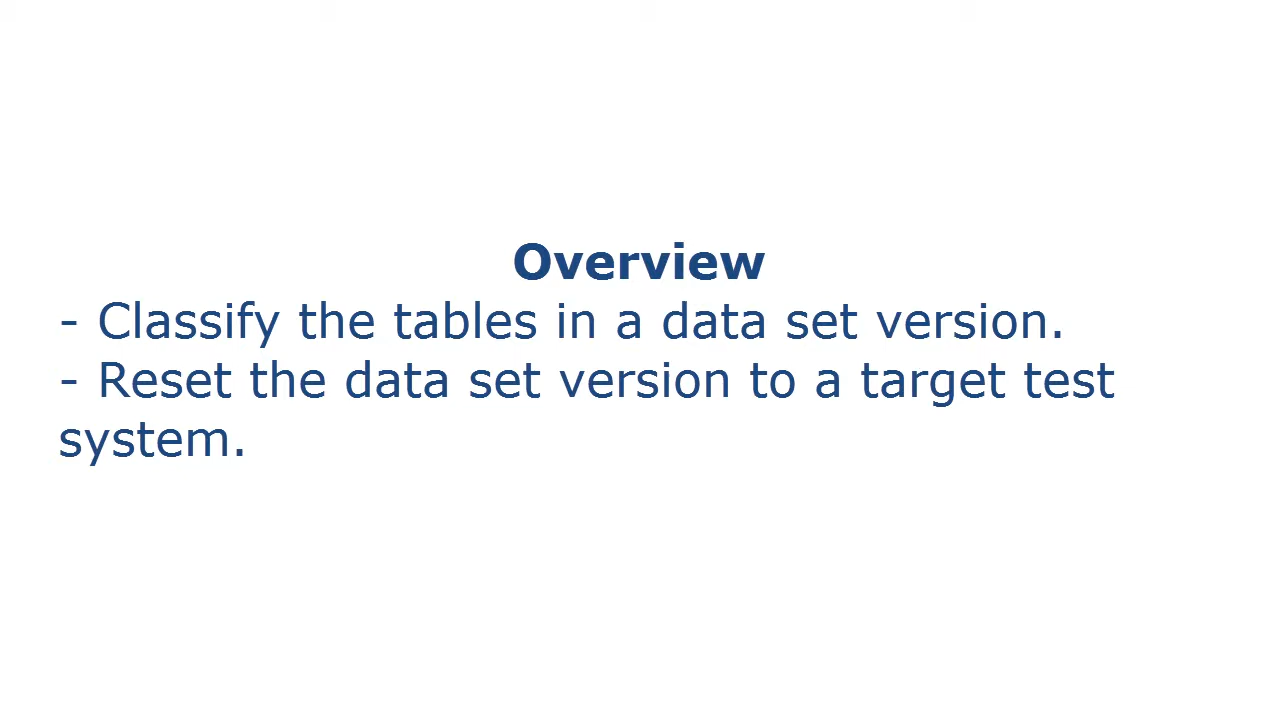 Overview
- Classify the tables in a data set version.
- Reset the data set version to a target test
system.